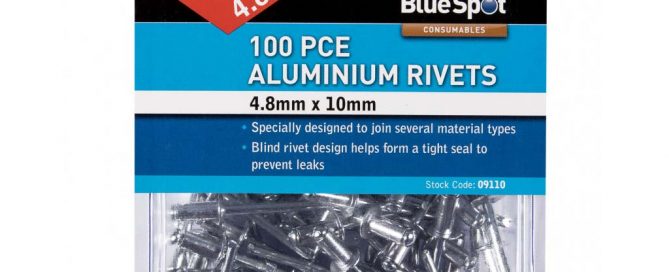 BlueSpot
CONSUMABLES
100 PCE
ALUMINIUM RIVETS
4.8mm x 10mm
• Specially designed to join several material types
• Blind rivet design helps form a tight seal to
prevent leaks
Stock Code: 09110